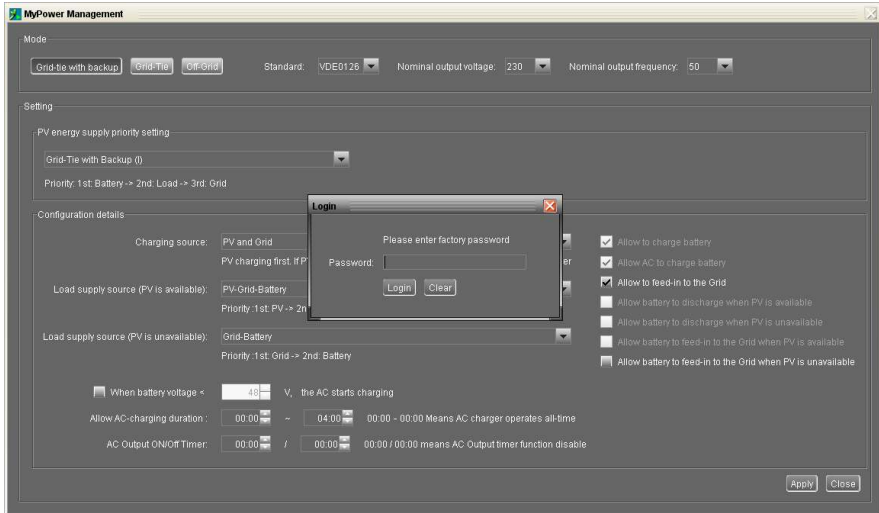 MyPower Management
Mode
Grid-tie with backup Grid-Tie Off-Grid Standard: VDE0126 Nominal output voltage: 230 Nominal output frequency: 50
Setting
PV energy supply priority setting
Grid-Tie with Backup (I)
Priority: 1st: Battery -> 2nd: Load -> 3rd: Grid
Configuration details
Login
Please enter factory password
Password:
Login Clear
Charging source: PV and Grid
PV charging first. If
Load supply source (PV is available): PV-Grid-Battery
Priority :1st: PV -> 2n
Load supply source (PV is unavailable): Grid-Battery
Priority :1st: Grid -> 2nd: Battery
Allow to charge battery
Allow AC to charge battery
Allow to feed-in to the Grid
Allow battery to discharge when PV is available
Allow battery to discharge when PV is unavailable
Allow battery to feed-in to the Grid when PV is available
Allow battery to feed-in to the Grid when PV is unavailable
When battery voltage < 48 V, the AC starts charging
Allow AC-charging duration : 00:00 ~ 04:00 00:00 - 00:00 Means AC charger operates all-time
AC Output ON/Off Timer: 00:00 / 00:00 00:00 / 00:00 means AC Output timer function disable
Apply Close